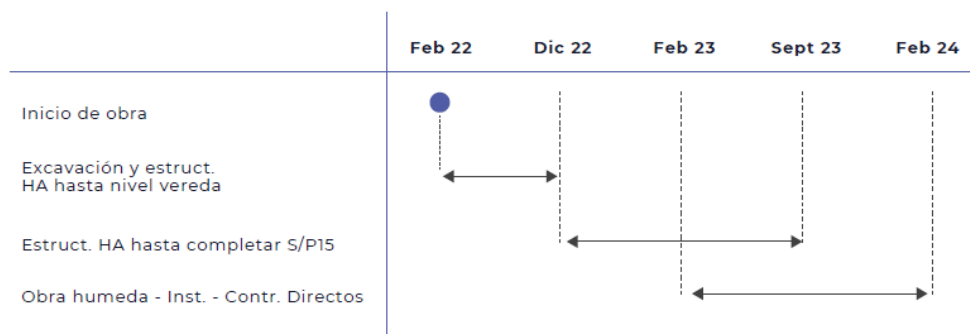 Feb 22 Dic 22 Feb 23 Sept 23 Feb 24
Inicio de obra
Excavación y estruct.
HA hasta nivel vereda
Estruct. HA hasta completar S/P15
Obra humeda - Inst. - Contr. Directos